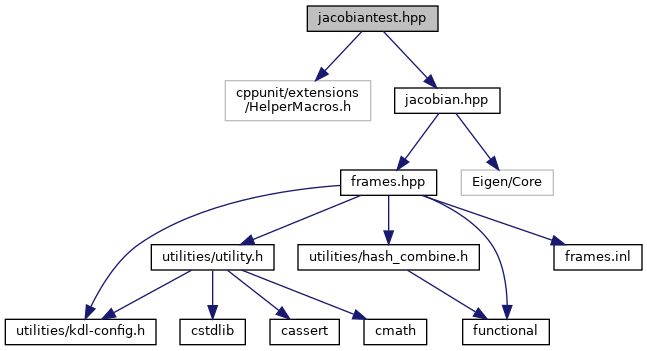 jacobiantest.hpp
cppunit/extensions
/HelperMacros.h
jacobian.hpp
frames.hpp
Eigen/Core
utilities/utility.h
utilities/hash_combine.h
frames.inl
utilities/kdl-config.h
cstdlib
cassert
cmath
functional